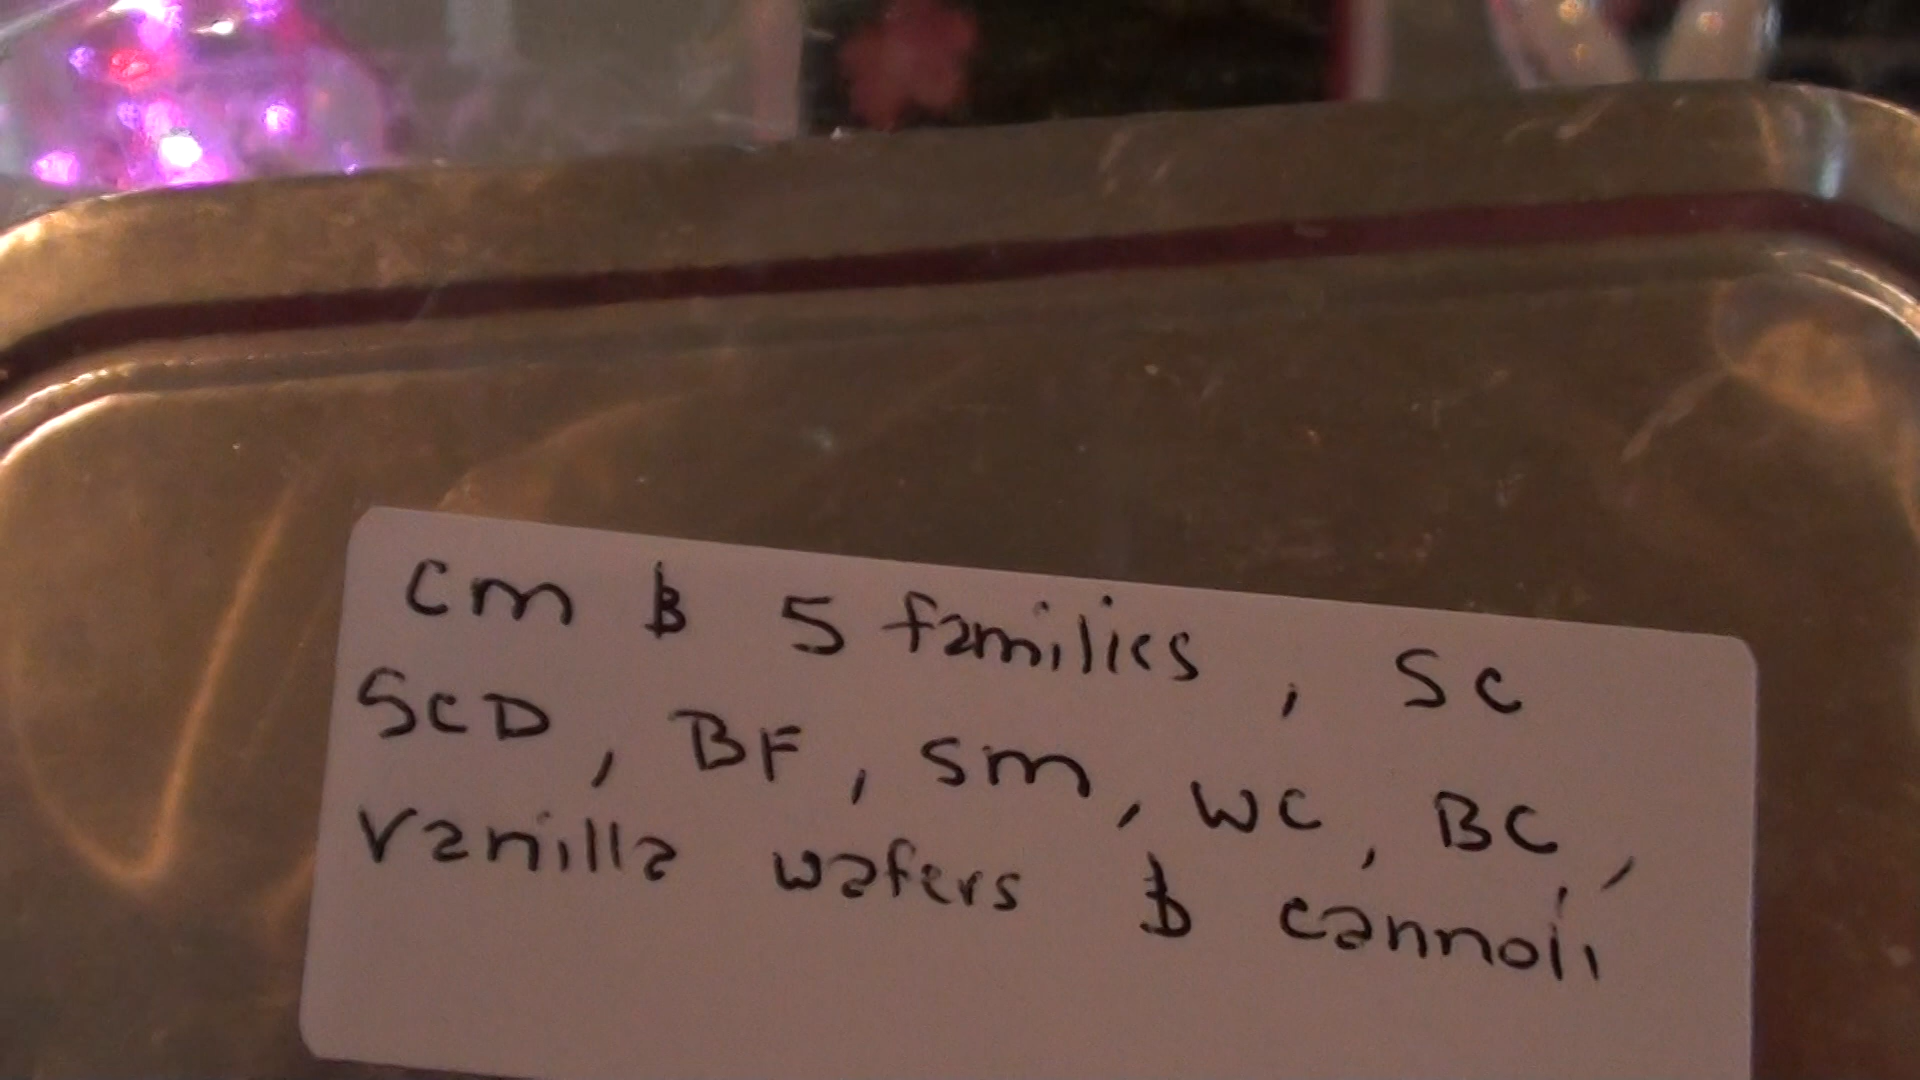 cm & 5 families, SC
SCD, BF, SM, WC, BC,
vanilla wafers & cannoli